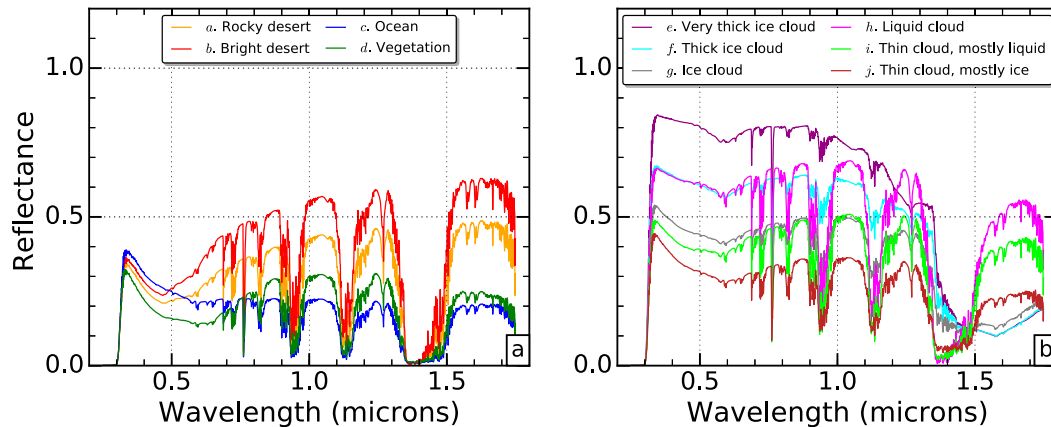 a. Rocky desert
b. Bright desert
c. Ocean
d. Vegetation
1.0
0.5
0.0
0.5
1.0
1.5
Reflectance
Wavelength (microns)
a
e. Very thick ice cloud
f. Thick ice cloud
g. Ice cloud
h. Liquid cloud
i. Thin cloud, mostly liquid
j. Thin cloud, mostly ice
1.0
0.5
0.0
0.5
1.0
1.5
Wavelength (microns)
b